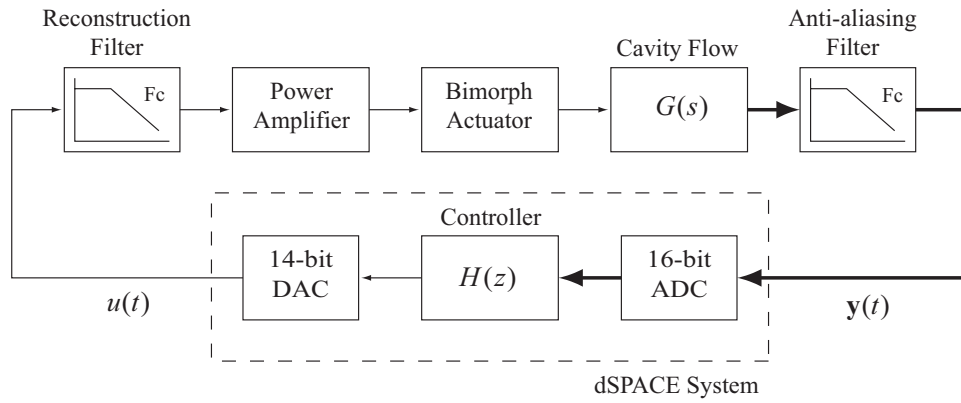 Reconstruction
Filter
Fc
Power
Amplifier
Bimorph
Actuator
Cavity Flow
G(s)
Anti-aliasing
Filter
Fc
Controller
14-bit
DAC
H(z)
16-bit
ADC
u(t)
y(t)
dSPACE System